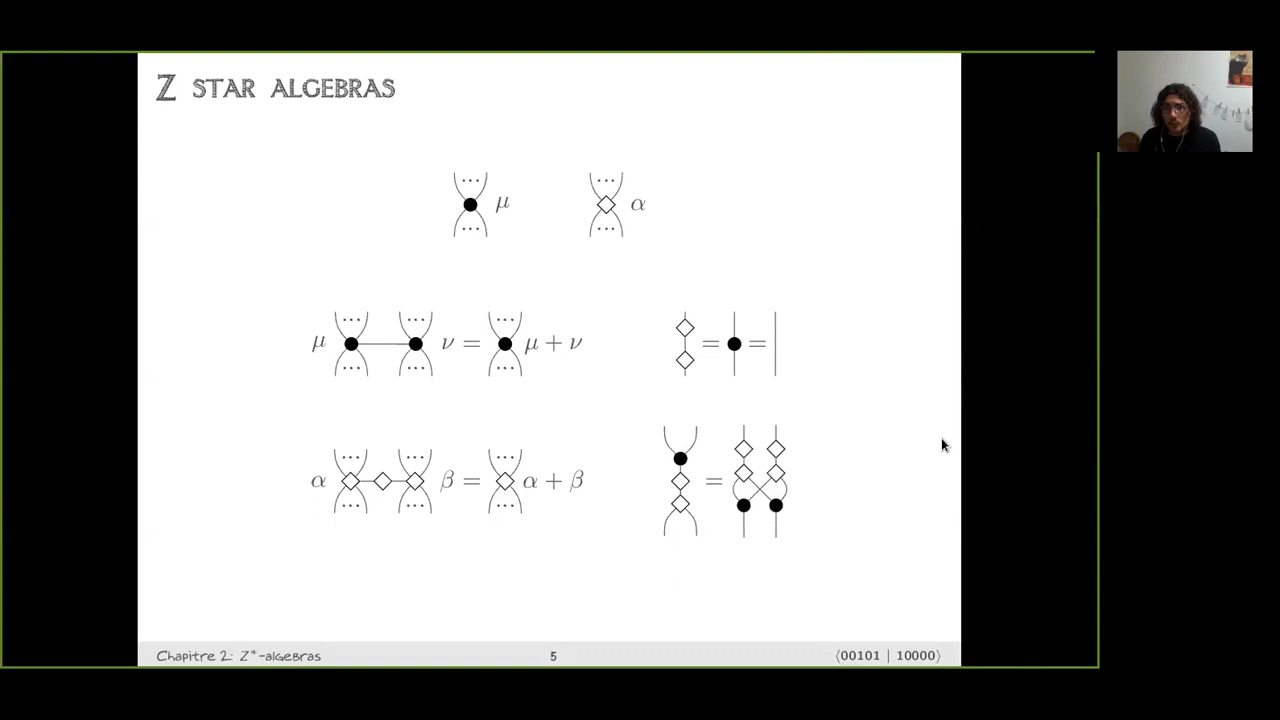 Z STAR ALGEBRAS
... ...
μ α
... ...
... ... ...
μ ν = μ + ν = =
... ... ...
... ... ...
α β = α + β =
... ... ...
Chapitre 2: Z*-algebras 5 ⟨00101 | 10000⟩